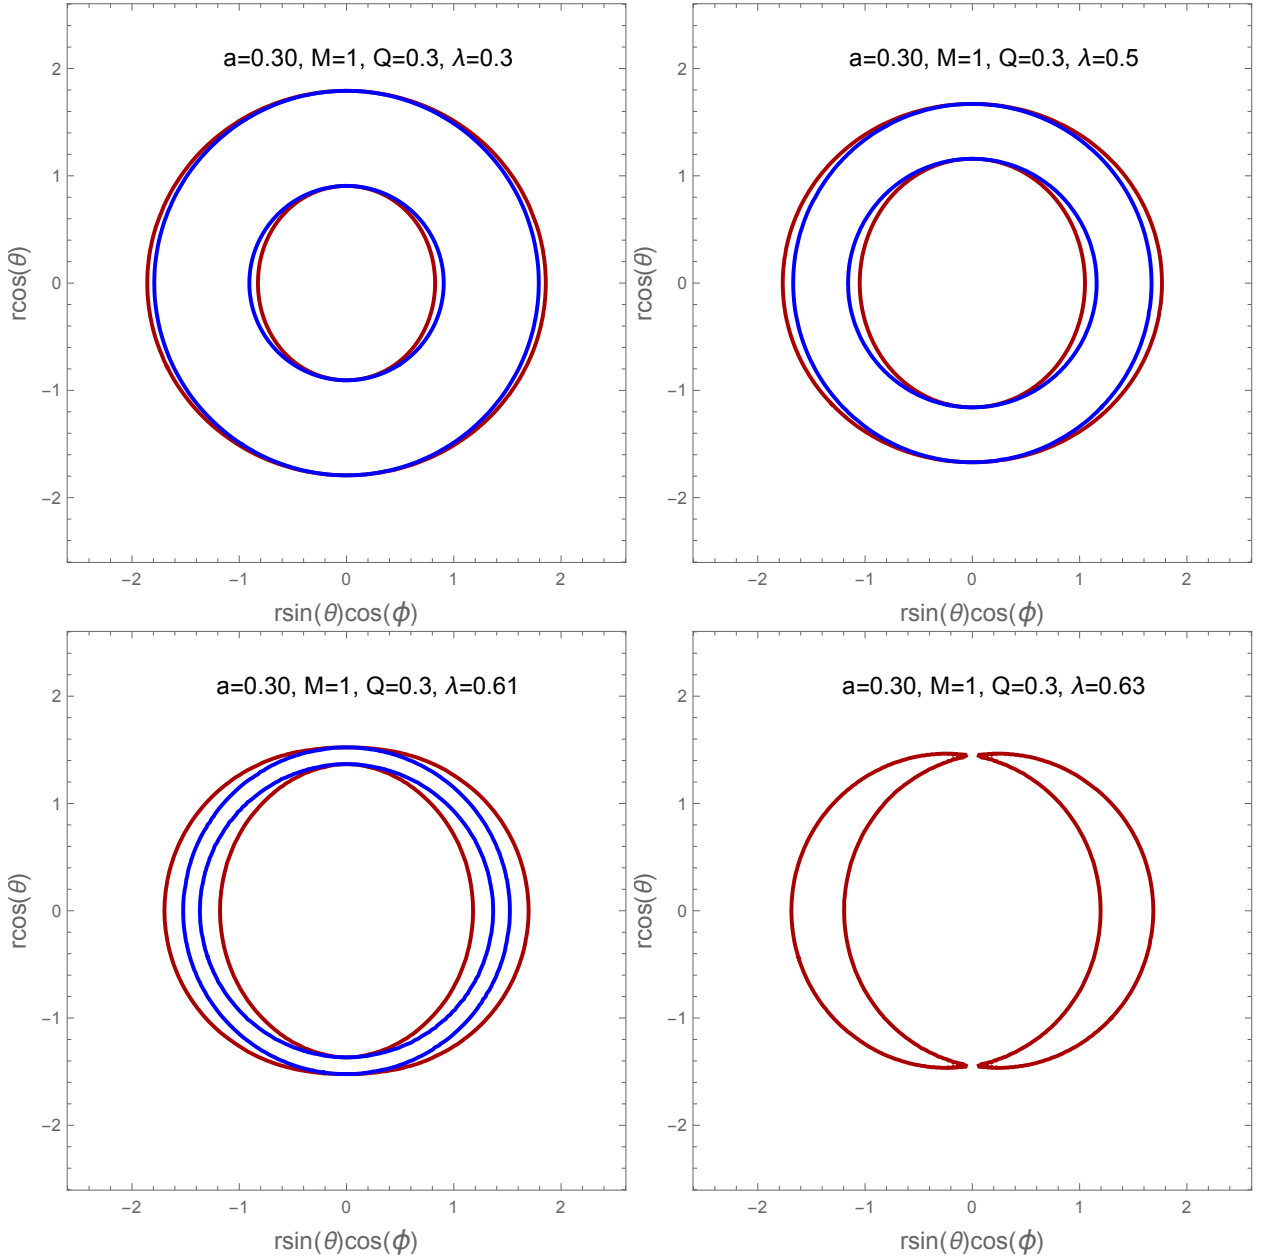 a=0.30, M=1, Q=0.3, λ=0.3
2
1
0
−1
−2
rcos(θ)
−2 −1 0 1 2
rsin(θ)cos(ϕ)
a=0.30, M=1, Q=0.3, λ=0.5
2
1
0
−1
−2
rcos(θ)
−2 −1 0 1 2
rsin(θ)cos(ϕ)
a=0.30, M=1, Q=0.3, λ=0.61
2
1
0
−1
−2
rcos(θ)
−2 −1 0 1 2
rsin(θ)cos(ϕ)
a=0.30, M=1, Q=0.3, λ=0.63
2
1
0
−1
−2
rcos(θ)
−2 −1 0 1 2
rsin(θ)cos(ϕ)